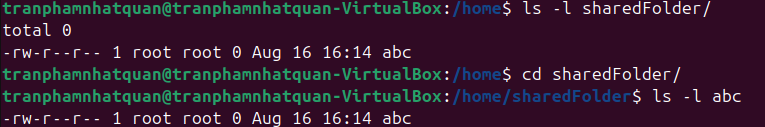 tranphamnhatquan@tranphamnhatquan-VirtualBox:/home$ ls -l sharedFolder/
total 0
-rw-r--r-- 1 root root 0 Aug 16 16:14 abc
tranphamnhatquan@tranphamnhatquan-VirtualBox:/home$ cd sharedFolder/
tranphamnhatquan@tranphamnhatquan-VirtualBox:/home/sharedFolder$ ls -l abc
-rw-r--r-- 1 root root 0 Aug 16 16:14 abc